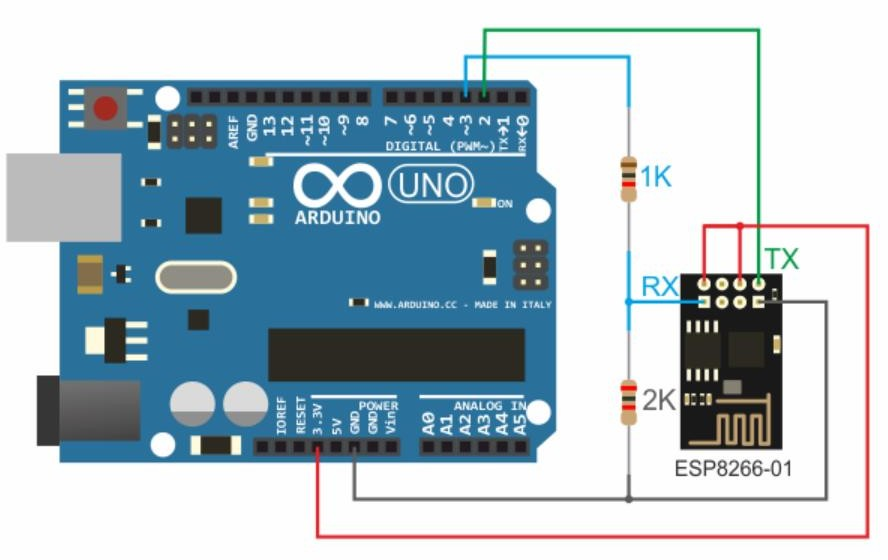 AREF
GND
13
12
~11
~10
~9
8
7
~6
~5
4
~3
2
TX→1
RX←0
DIGITAL (PWM~)
1K
UNO
ON
ARDUINO
TX
RX
WWW.ARDUINO.CC - MADE IN ITALY
2K
POWER
ANALOG IN
IOREF
RESET
3.3V
5V
GND
GND
Vin
A0
A1
A2
A3
A4
A5
ESP8266-01